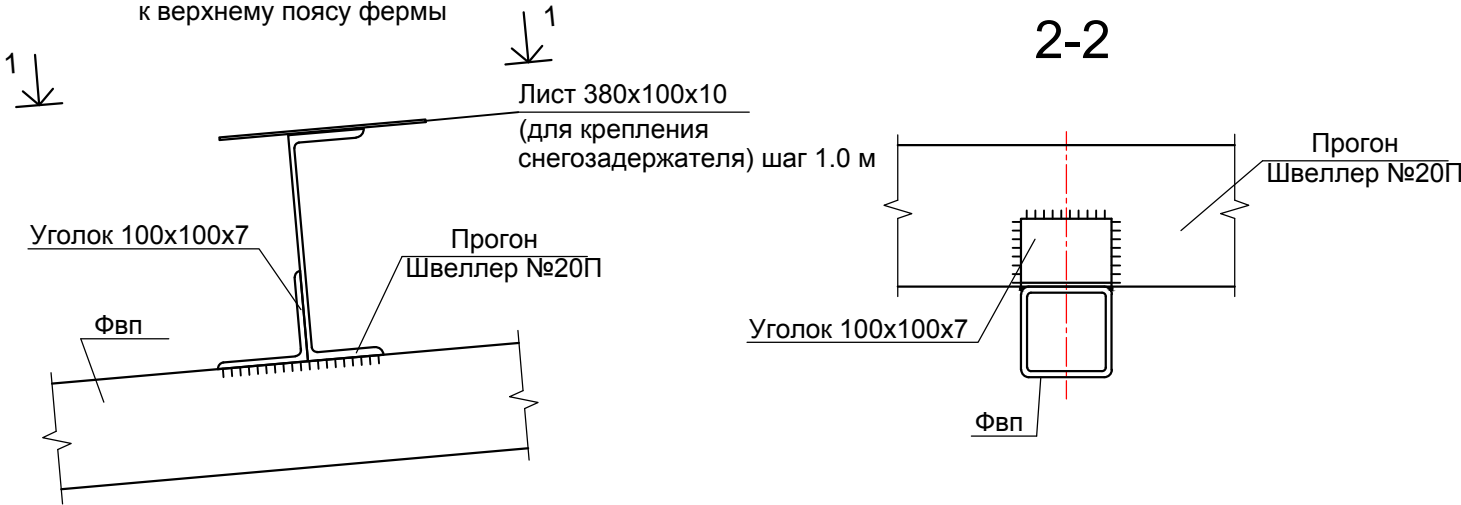 к верхнему поясу фермы
1
1
2-2
Лист 380х100х10
(для крепления
снегозадержателя) шаг 1.0 м
Прогон
Швеллер №20П
Уголок 100х100х7
Прогон
Швеллер №20П
Фвп
Уголок 100х100х7
Фвп